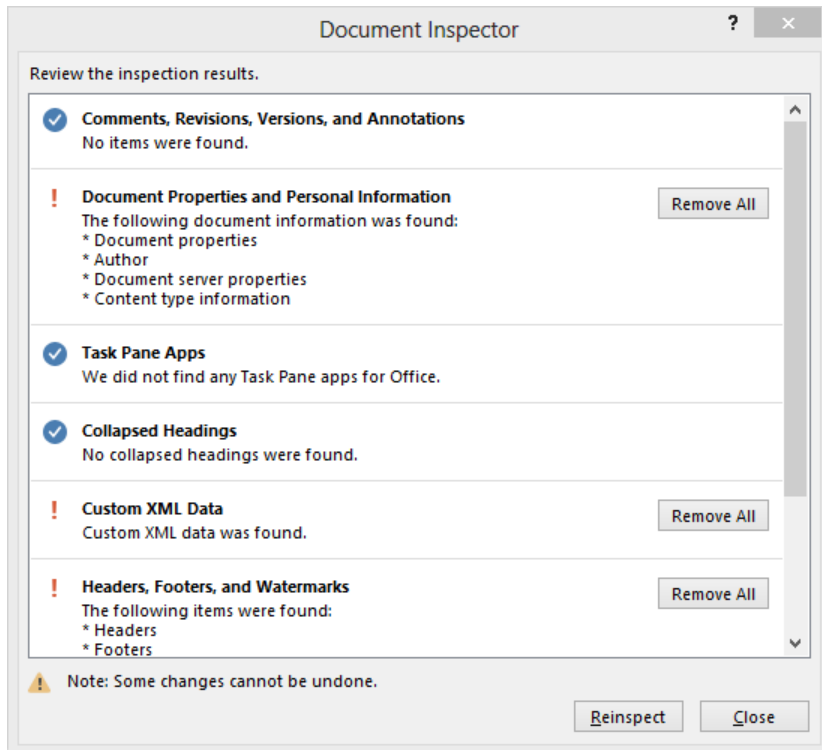 Document Inspector
?
Review the inspection results.
Comments, Revisions, Versions, and Annotations
No items were found.
! Document Properties and Personal Information
Remove All
The following document information was found:
* Document properties
* Author
* Document server properties
* Content type information
Task Pane Apps
We did not find any Task Pane apps for Office.
Collapsed Headings
No collapsed headings were found.
! Custom XML Data
Remove All
Custom XML data was found.
! Headers, Footers, and Watermarks
Remove All
The following items were found:
* Headers
* Footers
Note: Some changes cannot be undone.
Reinspect
Close